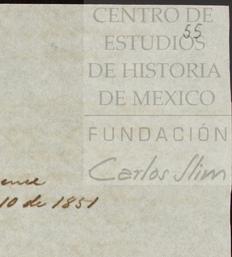 CENTRO DE
55
ESTUDIOS
DE HISTORIA
DE MEXICO
FUNDACIÓN
Carlos Slim
10 de 1851